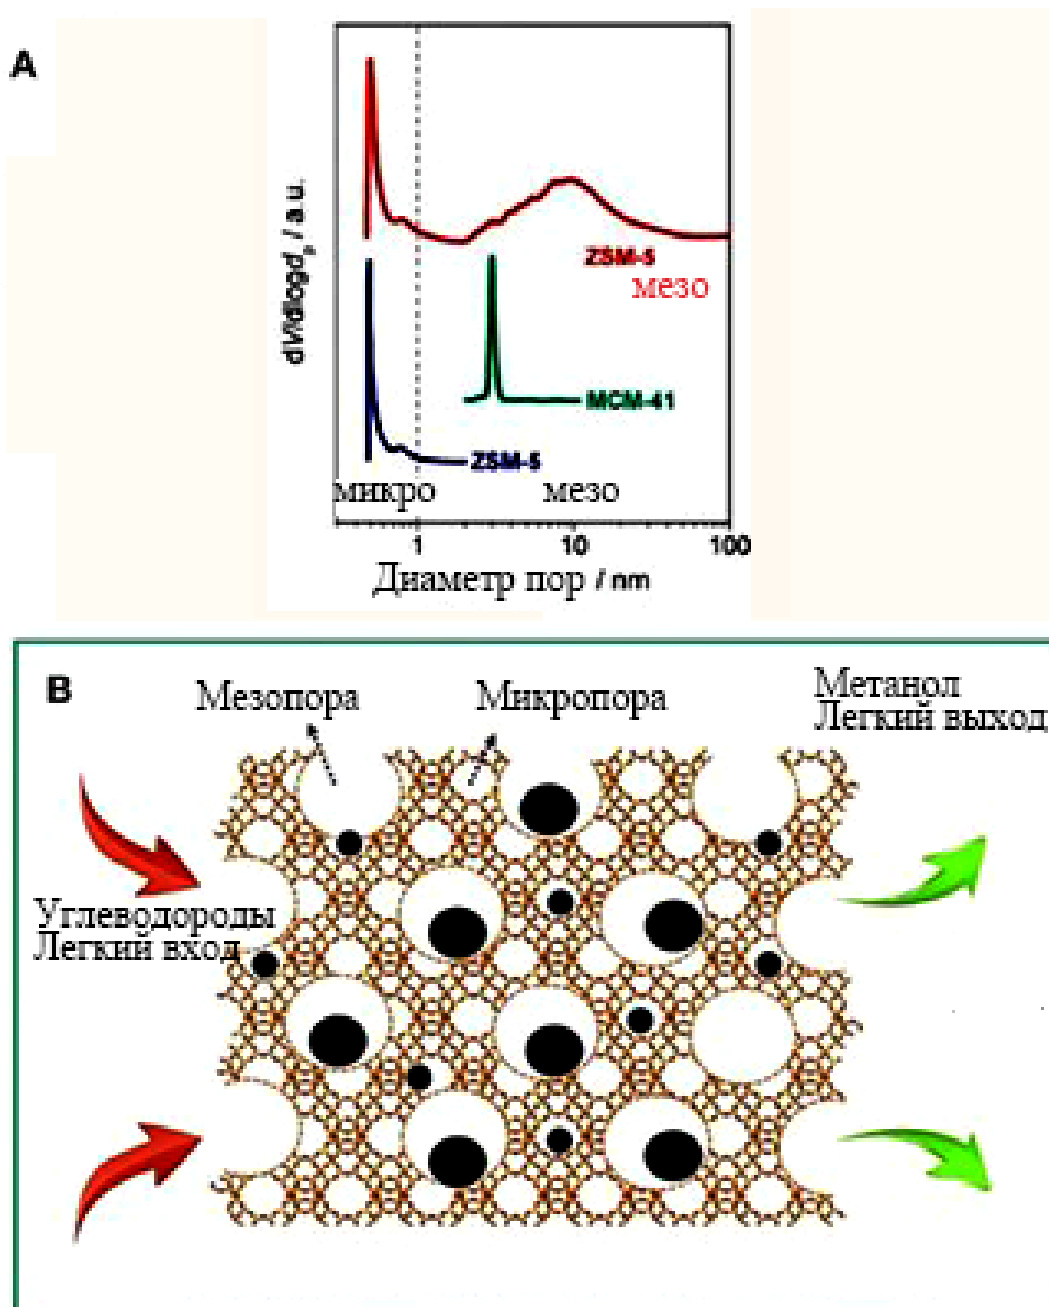 A
dV/dlogdp / a.u.
ZSM-5
мезо
MCM-41
ZSM-5
микро мезо
1 10 100
Диаметр пор / nm
B
Мезопора Микропора Метанол
Легкий выход
Углеводороды
Легкий вход